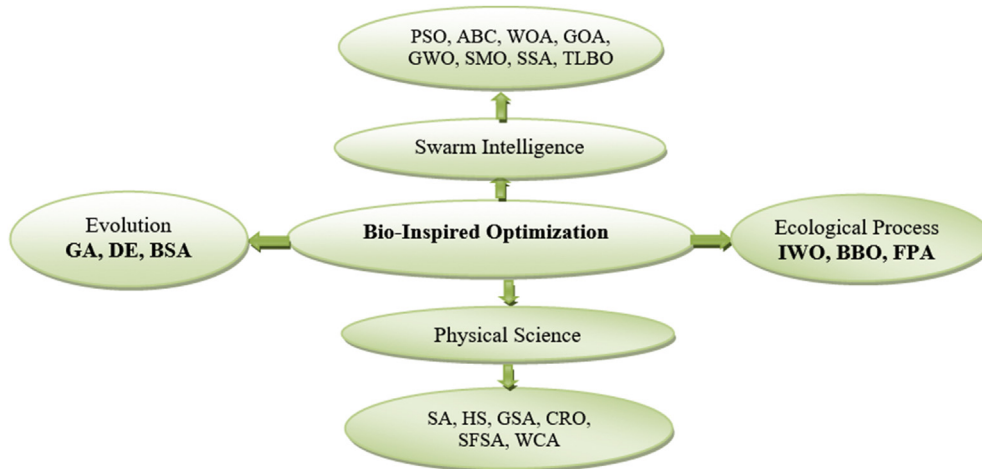 PSO, ABC, WOA, GOA,
GWO, SMO, SSA, TLBO
Swarm Intelligence
Evolution
GA, DE, BSA
Bio-Inspired Optimization
Ecological Process
IWO, BBO, FPA
Physical Science
SA, HS, GSA, CRO,
SFSA, WCA